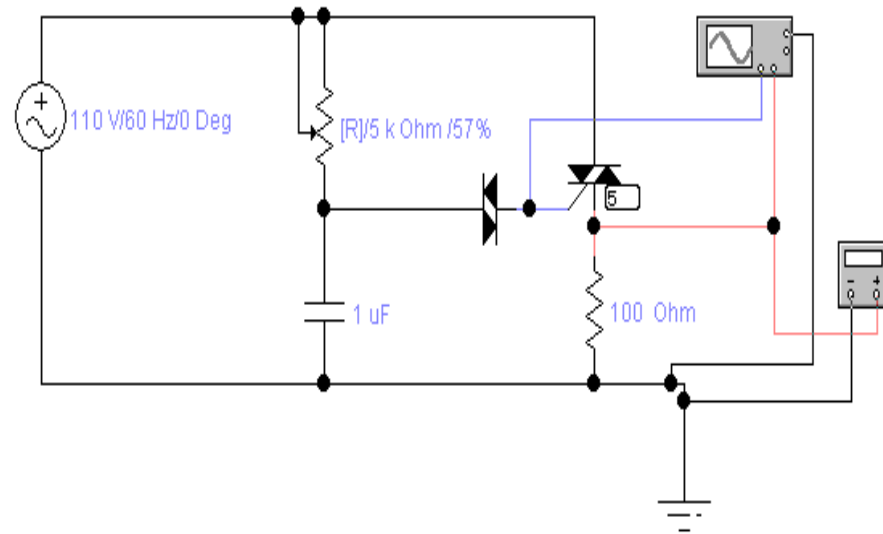 110 V/60 Hz/0 Deg
[R]/5 k Ohm /57%
5
1 uF
100 Ohm
+
- +